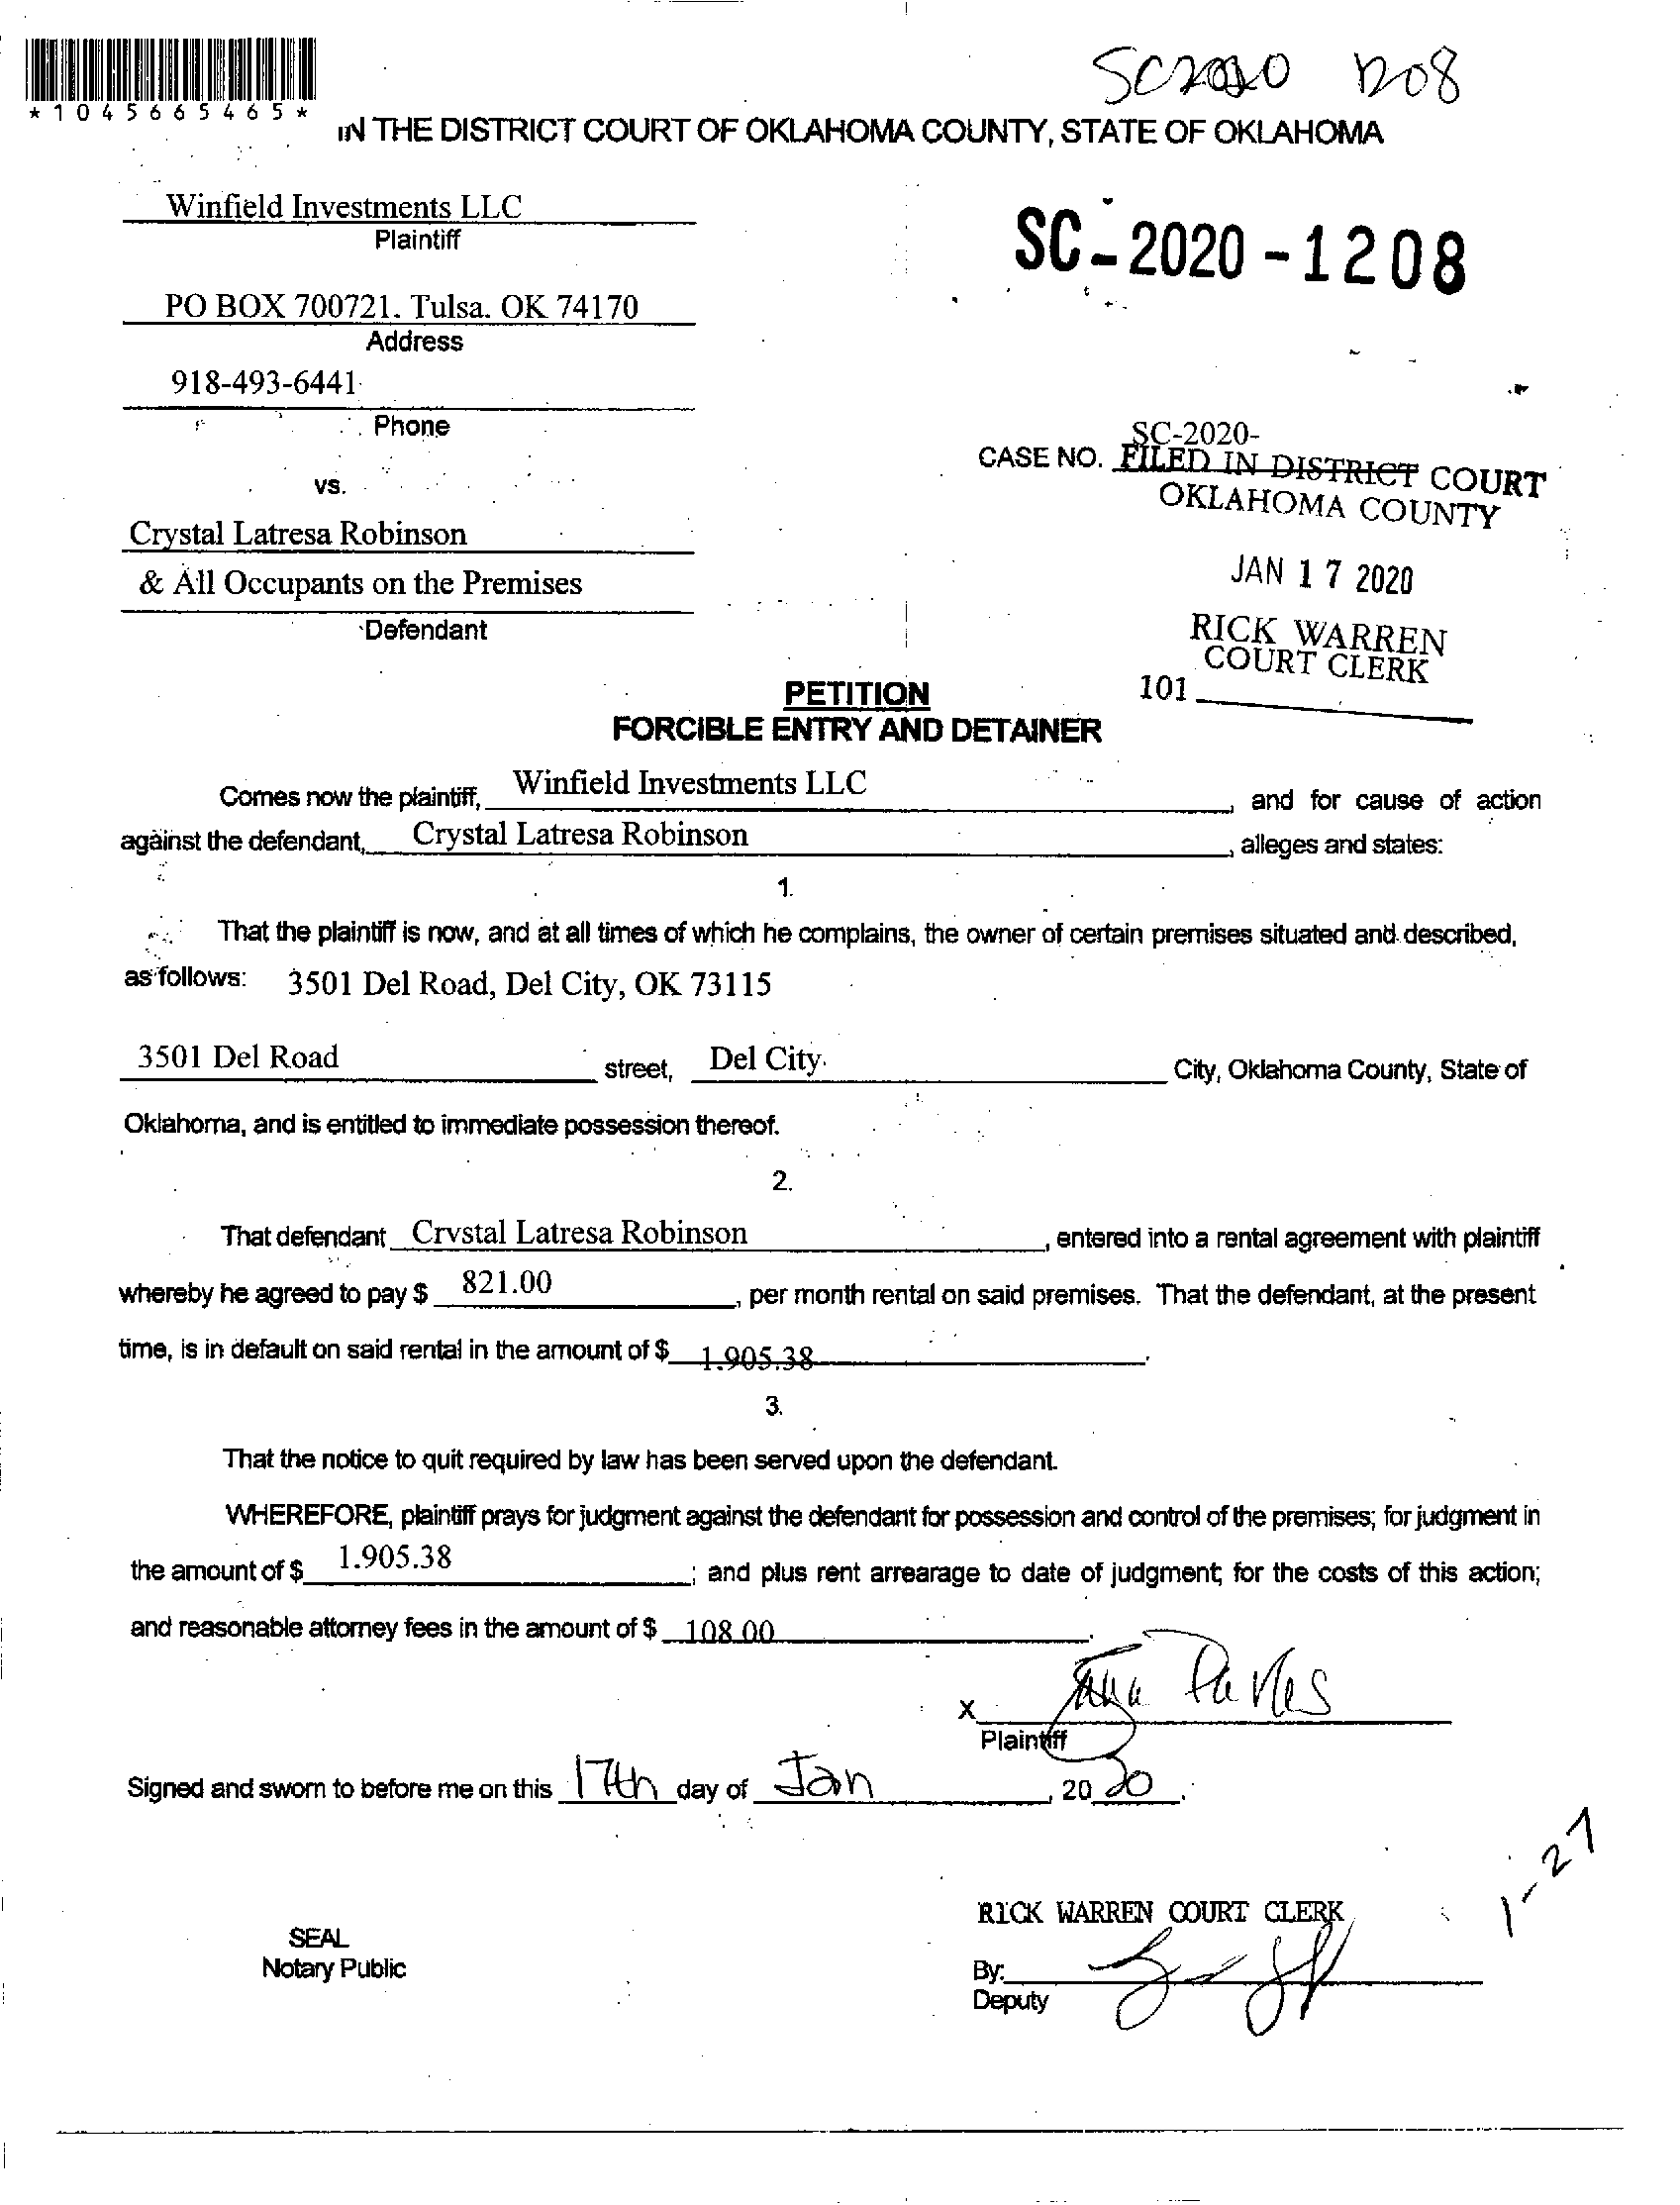 SC2020 1208
*1045665465*
IN THE DISTRICT COURT OF OKLAHOMA COUNTY, STATE OF OKLAHOMA
Winfield Investments LLC
Plaintiff
SC-2020-1208
PO BOX 700721. Tulsa. OK 74170
Address
918-493-6441
Phone
SC-2020-
CASE NO. FILED IN DISTRICT COURT
OKLAHOMA COUNTY
vs.
Crystal Latresa Robinson
JAN 17 2020
& All Occupants on the Premises
Defendant
RICK WARREN
COURT CLERK
101
PETITION
FORCIBLE ENTRY AND DETAINER
Comes now the plaintiff, Winfield Investments LLC, and for cause of action
against the defendant, Crystal Latresa Robinson, alleges and states:
1.
That the plaintiff is now, and at all times of which he complains, the owner of certain premises situated and described,
as follows: 3501 Del Road, Del City, OK 73115
3501 Del Road street, Del City City, Oklahoma County, State of
Oklahoma, and is entitled to immediate possession thereof.
2.
That defendant Crystal Latresa Robinson, entered into a rental agreement with plaintiff
whereby he agreed to pay $ 821.00, per month rental on said premises. That the defendant, at the present
time, is in default on said rental in the amount of $ 1.905.38.
3.
That the notice to quit required by law has been served upon the defendant.
WHEREFORE, plaintiff prays for judgment against the defendant for possession and control of the premises; for judgment in
the amount of $ 1.905.38; and plus rent arrearage to date of judgment; for the costs of this action;
and reasonable attorney fees in the amount of $ 108.00.
X
Plaintiff
Signed and sworn to before me on this 17th day of Jan, 2020.
1-27
RICK WARREN COURT CLERK
SEAL
Notary Public
By:
Deputy